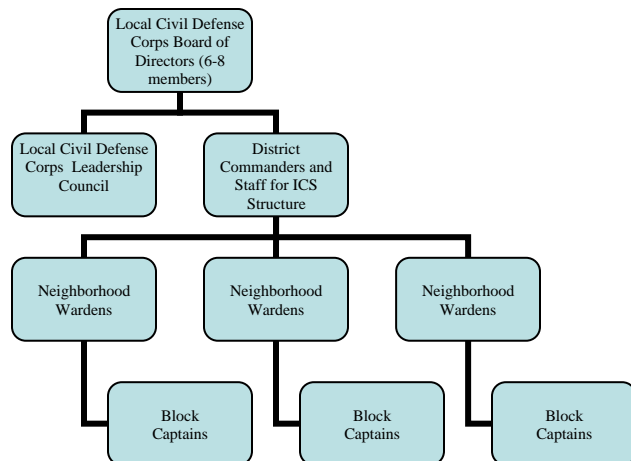 Local Civil Defense
Corps Board of
Directors (6-8
members)
Local Civil Defense
Corps Leadership
Council
District
Commanders and
Staff for ICS
Structure
Neighborhood
Wardens
Neighborhood
Wardens
Neighborhood
Wardens
Block
Captains
Block
Captains
Block
Captains